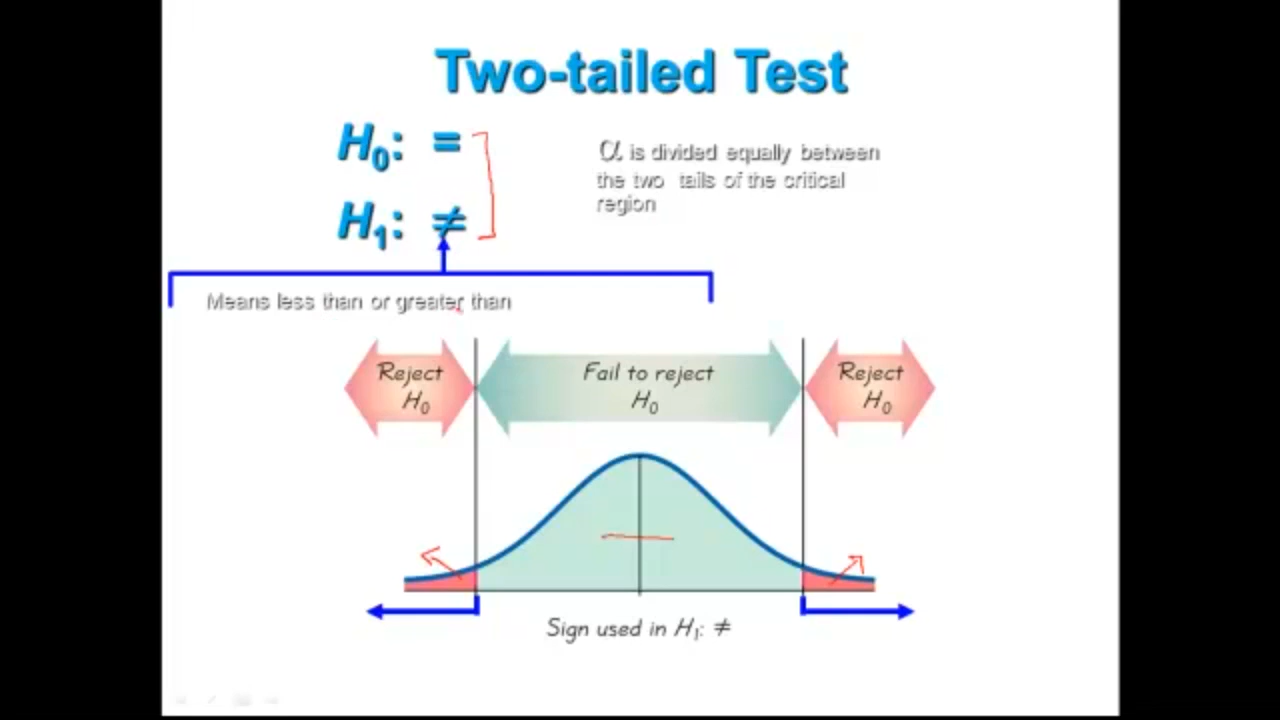 Two-tailed Test
H₀: =
H₁: ≠
α is divided equally between
the two tails of the critical
region
Means less than or greater than
Reject
H₀
Fail to reject
H₀
Reject
H₀
Sign used in H₁: ≠